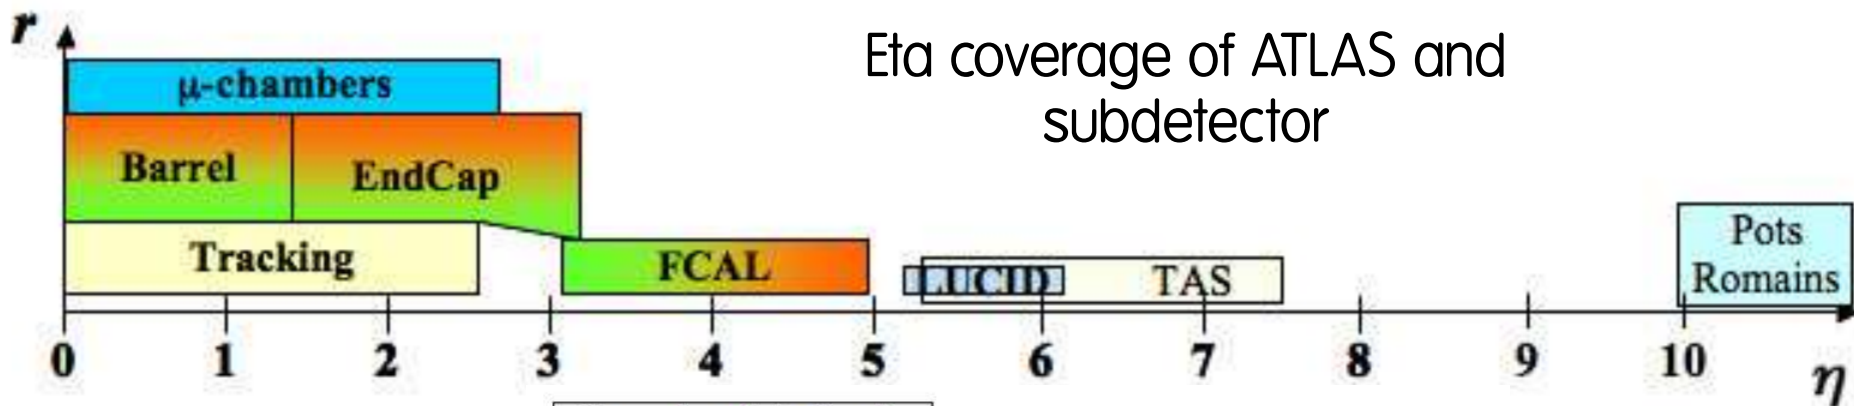 r
Eta coverage of ATLAS and
subdetector
μ-chambers
Barrel
EndCap
Tracking
FCAL
LUCID
TAS
Pots
Romains
0 1 2 3 4 5 6 7 8 9 10
η